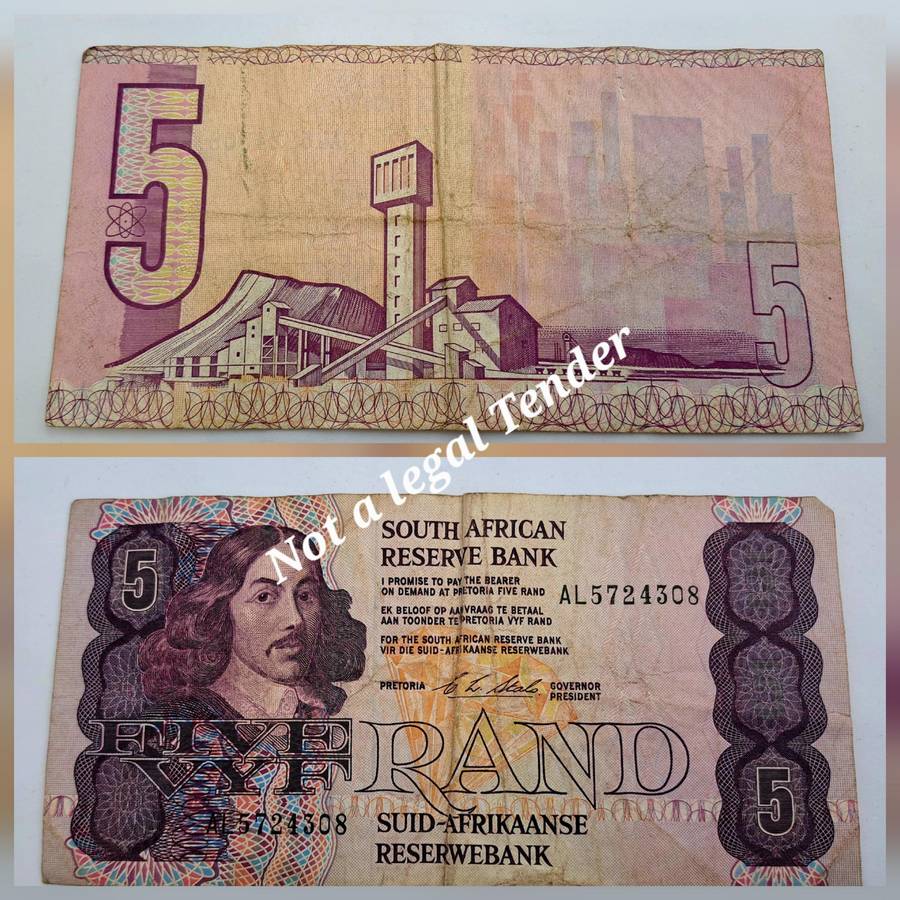 5
5
Not a legal Tender
SOUTH AFRICAN
RESERVE BANK
5
I PROMISE TO PAY THE BEARER
ON DEMAND AT PRETORIA FIVE RAND
AL5724308
EK BELOOF OP AANVRAAG TE BETAAL
AAN TOONDER TE PRETORIA VYF RAND
FOR THE SOUTH AFRICAN RESERVE BANK
VIR DIE SUID-AFRIKAANSE RESERWEBANK
PRETORIA
GOVERNOR
PRESIDENT
FIVE
VYF
RAND
5
AL5724308
SUID-AFRIKAANSE
RESERWEBANK